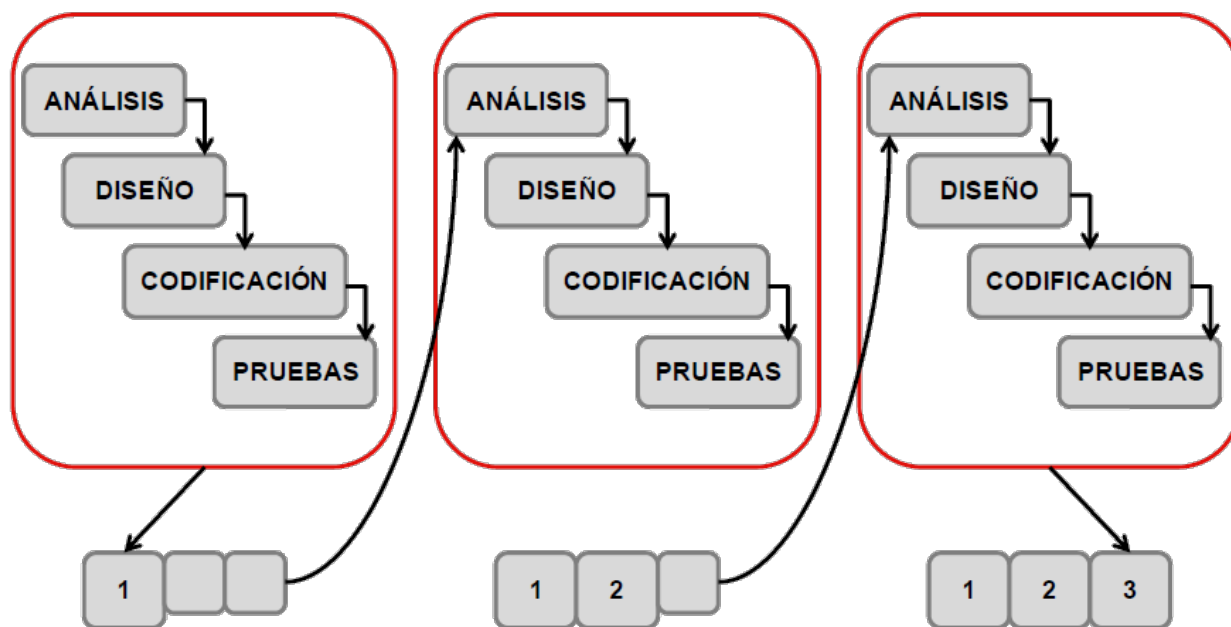 ANÁLISIS
DISEÑO
CODIFICACIÓN
PRUEBAS
ANÁLISIS
DISEÑO
CODIFICACIÓN
PRUEBAS
ANÁLISIS
DISEÑO
CODIFICACIÓN
PRUEBAS
1
1 2
1 2 3